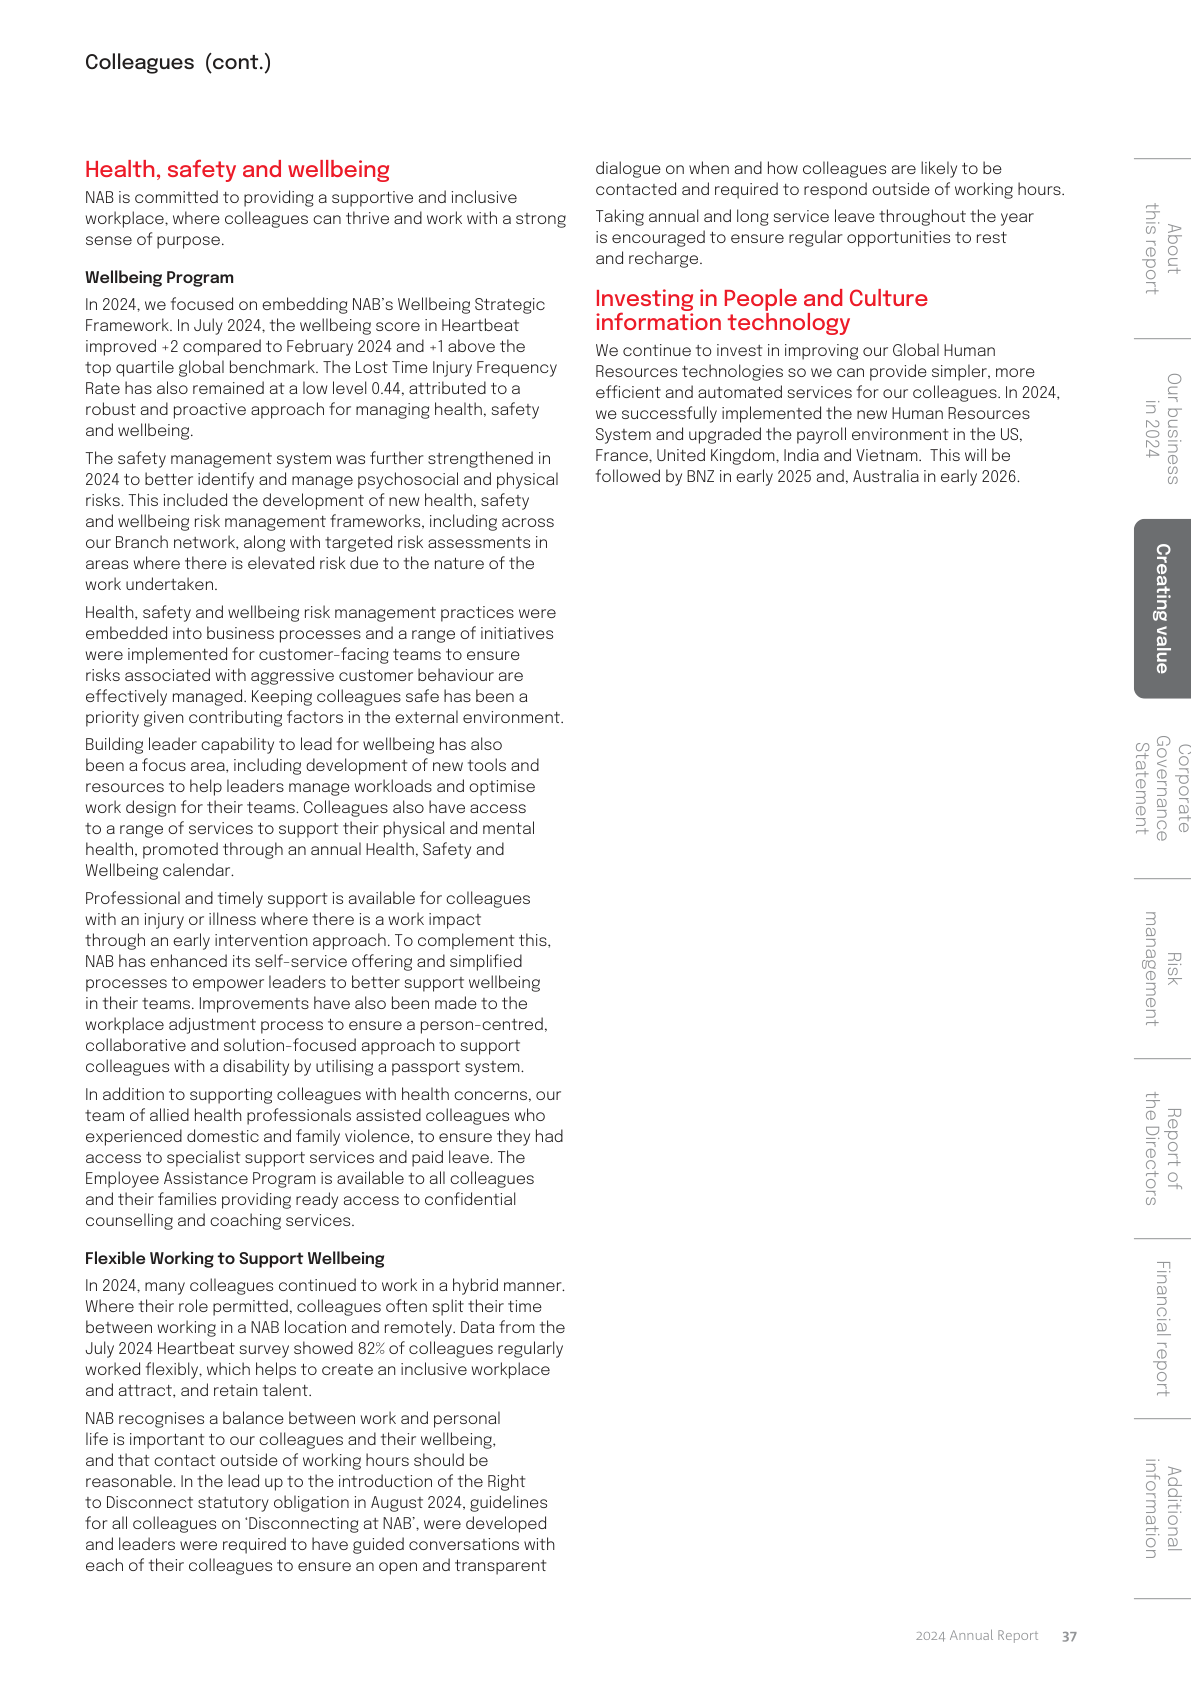 Colleagues (cont.)
Health, safety and wellbeing
NAB is committed to providing a supportive and inclusive
workplace, where colleagues can thrive and work with a strong
sense of purpose.
Wellbeing Program
In 2024, we focused on embedding NAB's Wellbeing Strategic
Framework. In July 2024, the wellbeing score in Heartbeat
improved +2 compared to February 2024 and +1 above the
top quartile global benchmark. The Lost Time Injury Frequency
Rate has also remained at a low level 0.44, attributed to a
robust and proactive approach for managing health, safety
and wellbeing.
The safety management system was further strengthened in
2024 to better identify and manage psychosocial and physical
risks. This included the development of new health, safety
and wellbeing risk management frameworks, including across
our Branch network, along with targeted risk assessments in
areas where there is elevated risk due to the nature of the
work undertaken.
Health, safety and wellbeing risk management practices were
embedded into business processes and a range of initiatives
were implemented for customer-facing teams to ensure
risks associated with aggressive customer behaviour are
effectively managed. Keeping colleagues safe has been a
priority given contributing factors in the external environment.
Building leader capability to lead for wellbeing has also
been a focus area, including development of new tools and
resources to help leaders manage workloads and optimise
work design for their teams. Colleagues also have access
to a range of services to support their physical and mental
health, promoted through an annual Health, Safety and
Wellbeing calendar.
Professional and timely support is available for colleagues
with an injury or illness where there is a work impact
through an early intervention approach. To complement this,
NAB has enhanced its self-service offering and simplified
processes to empower leaders to better support wellbeing
in their teams. Improvements have also been made to the
workplace adjustment process to ensure a person-centred,
collaborative and solution-focused approach to support
colleagues with a disability by utilising a passport system.
In addition to supporting colleagues with health concerns, our
team of allied health professionals assisted colleagues who
experienced domestic and family violence, to ensure they had
access to specialist support services and paid leave. The
Employee Assistance Program is available to all colleagues
and their families providing ready access to confidential
counselling and coaching services.
Flexible Working to Support Wellbeing
In 2024, many colleagues continued to work in a hybrid manner.
Where their role permitted, colleagues often split their time
between working in a NAB location and remotely. Data from the
July 2024 Heartbeat survey showed 82% of colleagues regularly
worked flexibly, which helps to create an inclusive workplace
and attract, and retain talent.
NAB recognises a balance between work and personal
life is important to our colleagues and their wellbeing,
and that contact outside of working hours should be
reasonable. In the lead up to the introduction of the Right
to Disconnect statutory obligation in August 2024, guidelines
for all colleagues on 'Disconnecting at NAB', were developed
and leaders were required to have guided conversations with
each of their colleagues to ensure an open and transparent
dialogue on when and how colleagues are likely to be
contacted and required to respond outside of working hours.
Taking annual and long service leave throughout the year
is encouraged to ensure regular opportunities to rest
and recharge.
Investing in People and Culture
information technology
We continue to invest in improving our Global Human
Resources technologies so we can provide simpler, more
efficient and automated services for our colleagues. In 2024,
we successfully implemented the new Human Resources
System and upgraded the payroll environment in the US,
France, United Kingdom, India and Vietnam. This will be
followed by BNZ in early 2025 and, Australia in early 2026.
About
this report
Our business
in 2024
Creating value
Corporate
Governance
Statement
Risk
management
Report of
the Directors
Financial report
Additional
information
2024 Annual Report 37